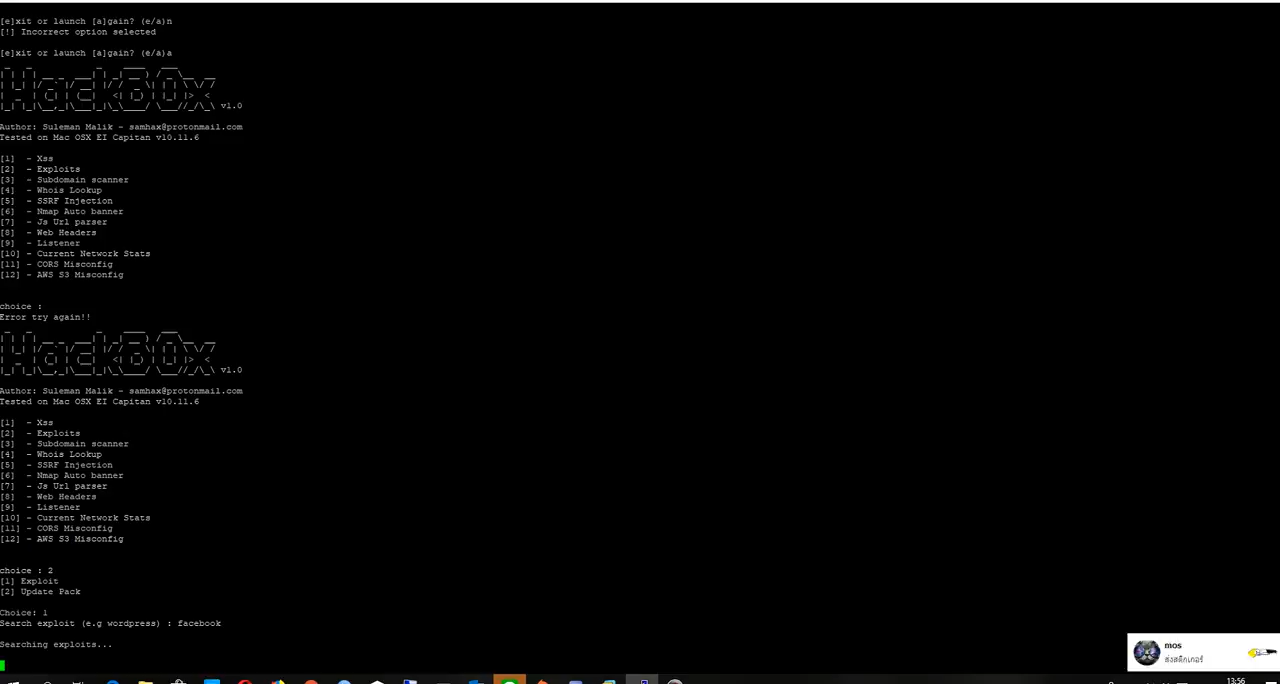 [e]xit or launch [a]gain? (e/a)n
[!] Incorrect option selected
[e]xit or launch [a]gain? (e/a)a
HackB0x v1.0
Author: Suleman Malik - samhax@protonmail.com
Tested on Mac OSX EI Capitan v10.11.6
[1] - Xss
[2] - Exploits
[3] - Subdomain scanner
[4] - Whois Lookup
[5] - SSRF Injection
[6] - Nmap Auto banner
[7] - Js Url parser
[8] - Web Headers
[9] - Listener
[10] - Current Network Stats
[11] - CORS Misconfig
[12] - AWS S3 Misconfig
choice :
Error try again!!
HackB0x v1.0
Author: Suleman Malik - samhax@protonmail.com
Tested on Mac OSX EI Capitan v10.11.6
[1] - Xss
[2] - Exploits
[3] - Subdomain scanner
[4] - Whois Lookup
[5] - SSRF Injection
[6] - Nmap Auto banner
[7] - Js Url parser
[8] - Web Headers
[9] - Listener
[10] - Current Network Stats
[11] - CORS Misconfig
[12] - AWS S3 Misconfig
choice : 2
[1] Exploit
[2] Update Pack
Choice: 1
Search exploit (e.g wordpress) : facebook
Searching exploits...
mos
ส่งสติกเกอร์
13:56